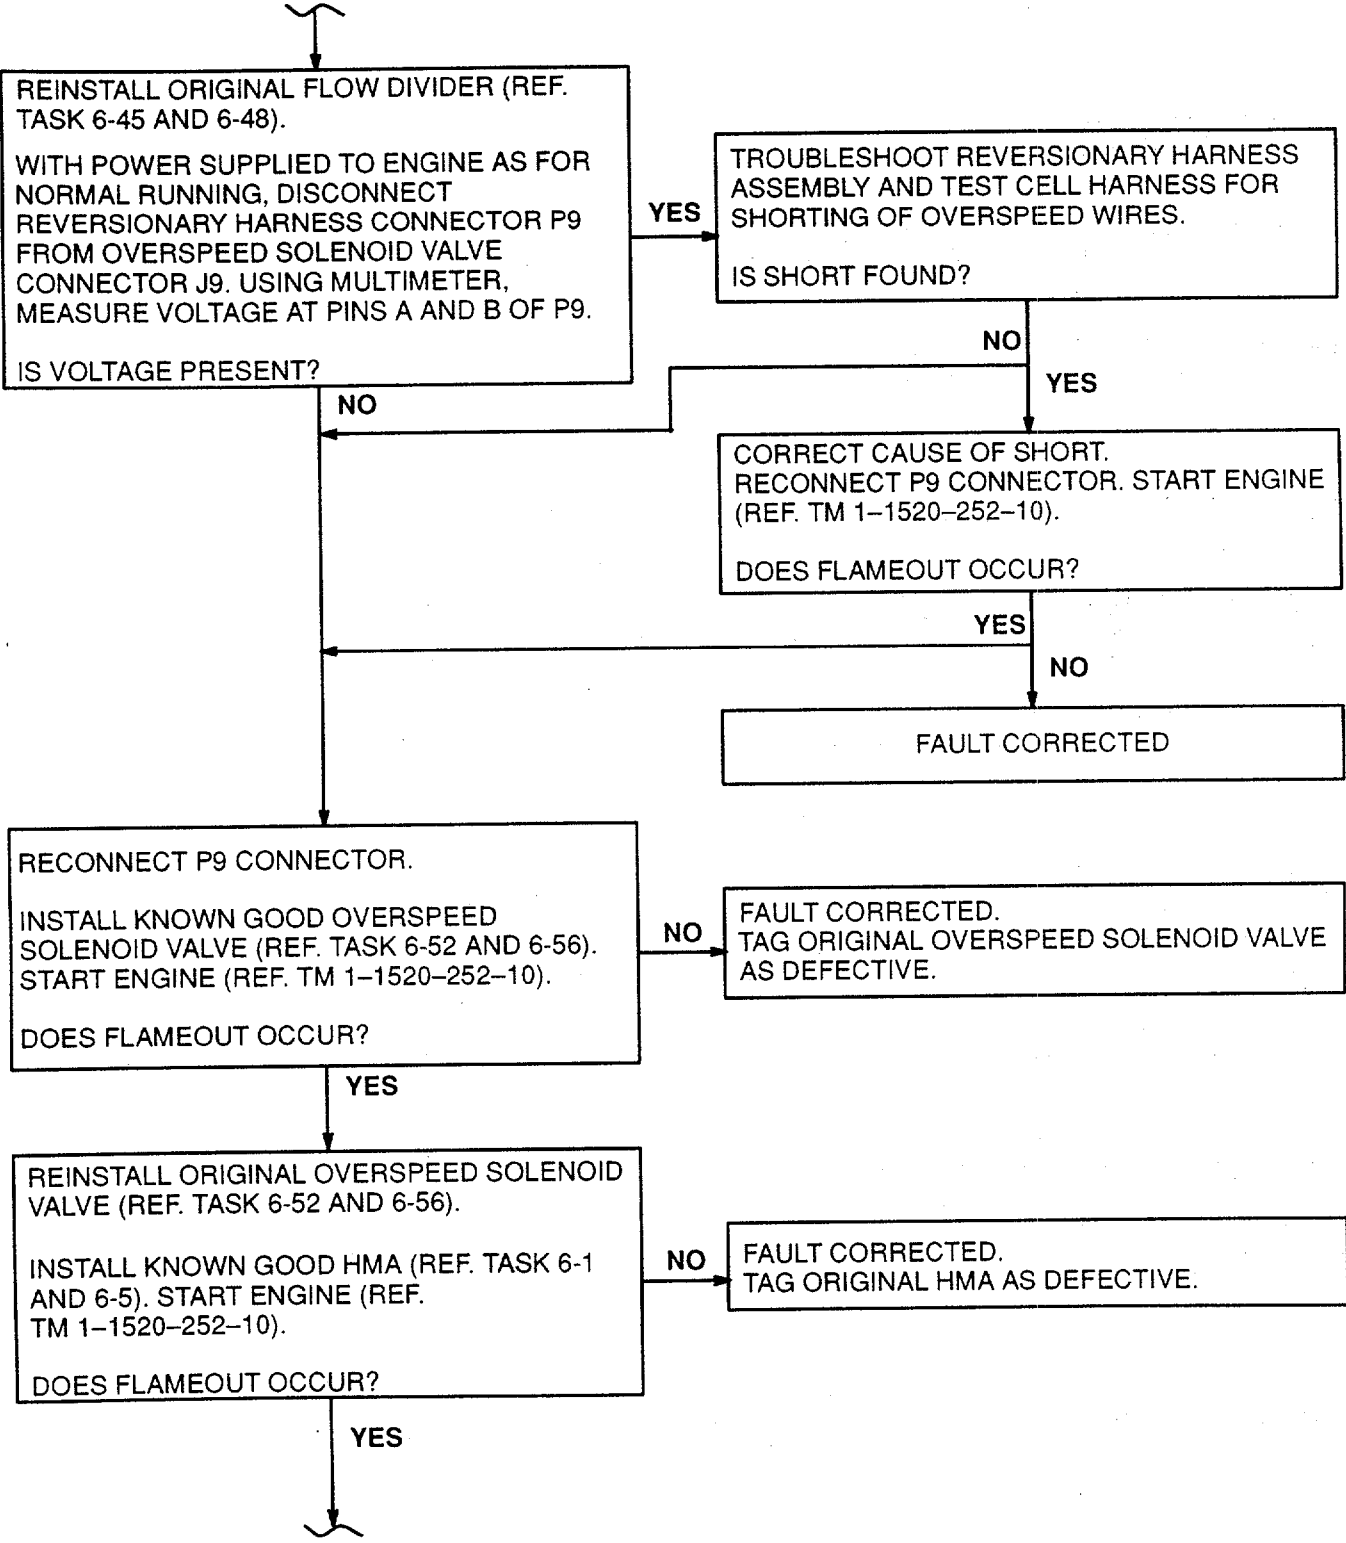 REINSTALL ORIGINAL FLOW DIVIDER (REF.
TASK 6-45 AND 6-48).
WITH POWER SUPPLIED TO ENGINE AS FOR
NORMAL RUNNING, DISCONNECT
REVERSIONARY HARNESS CONNECTOR P9
FROM OVERSPEED SOLENOID VALVE
CONNECTOR J9. USING MULTIMETER,
MEASURE VOLTAGE AT PINS A AND B OF P9.
IS VOLTAGE PRESENT?
YES
TROUBLESHOOT REVERSIONARY HARNESS
ASSEMBLY AND TEST CELL HARNESS FOR
SHORTING OF OVERSPEED WIRES.
IS SHORT FOUND?
NO
YES
NO
CORRECT CAUSE OF SHORT.
RECONNECT P9 CONNECTOR. START ENGINE
(REF. TM 1–1520–252–10).
DOES FLAMEOUT OCCUR?
YES
NO
FAULT CORRECTED
RECONNECT P9 CONNECTOR.
INSTALL KNOWN GOOD OVERSPEED
SOLENOID VALVE (REF. TASK 6-52 AND 6-56).
START ENGINE (REF. TM 1–1520–252–10).
DOES FLAMEOUT OCCUR?
NO
FAULT CORRECTED.
TAG ORIGINAL OVERSPEED SOLENOID VALVE
AS DEFECTIVE.
YES
REINSTALL ORIGINAL OVERSPEED SOLENOID
VALVE (REF. TASK 6-52 AND 6-56).
INSTALL KNOWN GOOD HMA (REF. TASK 6-1
AND 6-5). START ENGINE (REF.
TM 1–1520–252–10).
DOES FLAMEOUT OCCUR?
NO
FAULT CORRECTED.
TAG ORIGINAL HMA AS DEFECTIVE.
YES